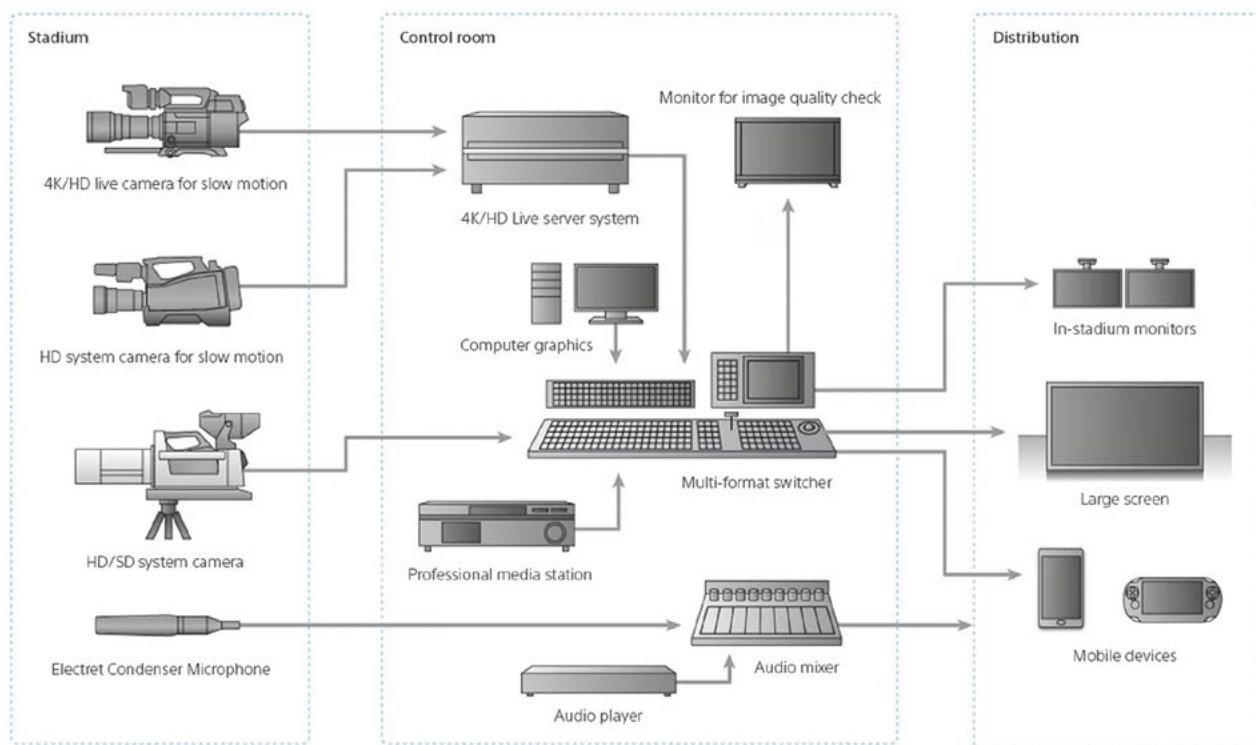 Stadium
Control room
Distribution
4K/HD live camera for slow motion
HD system camera for slow motion
HD/SD system camera
Electret Condenser Microphone
4K/HD Live server system
Monitor for image quality check
Computer graphics
Multi-format switcher
Professional media station
Audio mixer
Audio player
In-stadium monitors
Large screen
Mobile devices